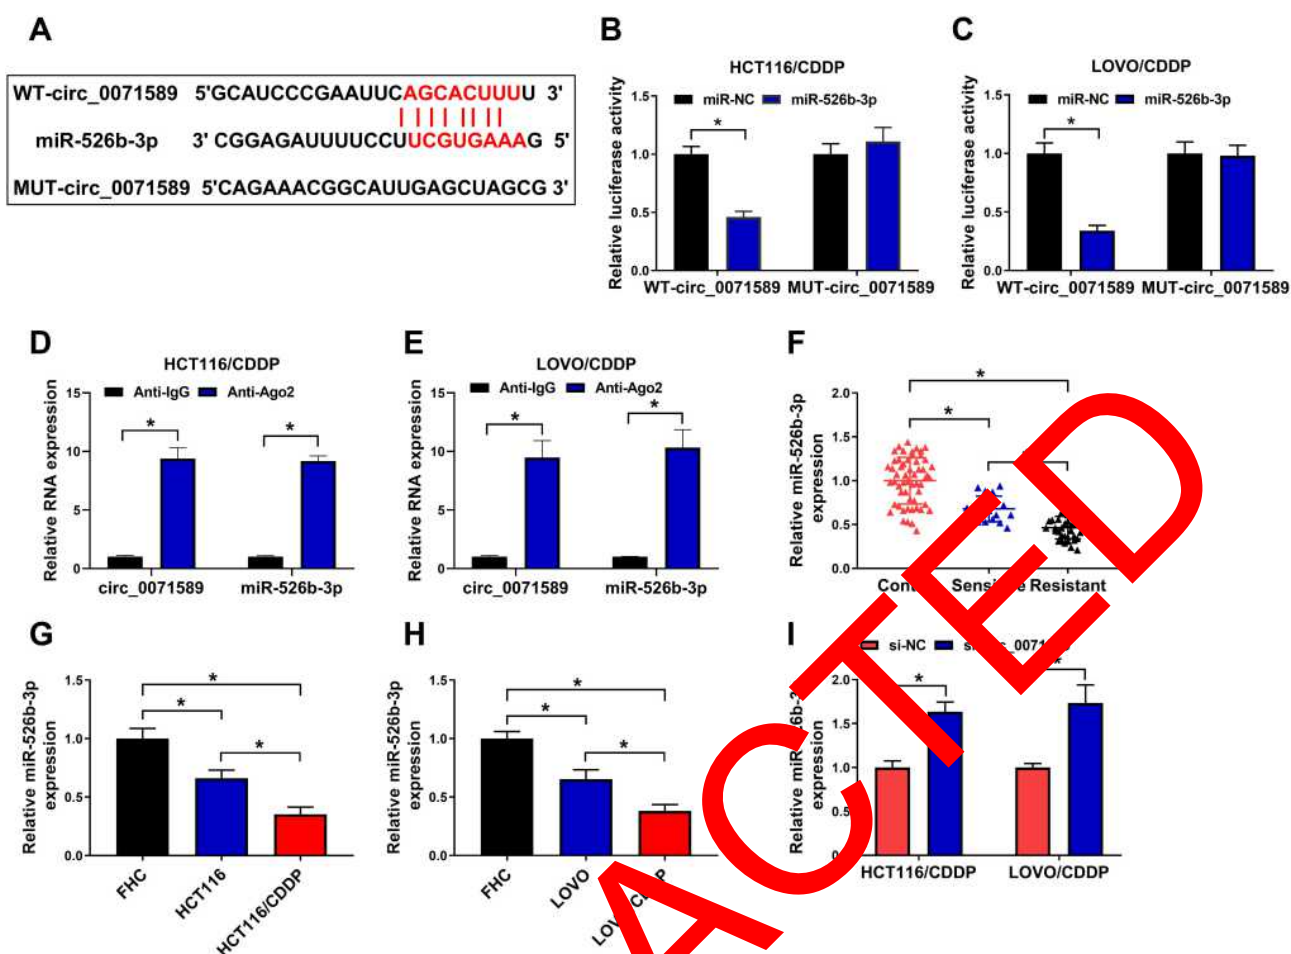 A
WT-circ_0071589 5'GCAUCCCGAAUUCAGCACUUUU 3'
miR-526b-3p 3' CGGAGAUUUUCCUUCGUGAAAG 5'
MUT-circ_0071589 5'CAGAAACGGCAUUGAGCUAGCG 3'
B
HCT116/CDDP
miR-NC miR-526b-3p
Relative luciferase activity
1.5
1.0
0.5
0.0
*
WT-circ_0071589 MUT-circ_0071589
C
LOVO/CDDP
miR-NC miR-526b-3p
Relative luciferase activity
1.5
1.0
0.5
0.0
*
WT-circ_0071589 MUT-circ_0071589
D
HCT116/CDDP
Anti-IgG Anti-Ago2
Relative RNA expression
15
10
5
0
* *
circ_0071589 miR-526b-3p
E
LOVO/CDDP
Anti-IgG Anti-Ago2
Relative RNA expression
15
10
5
0
* *
circ_0071589 miR-526b-3p
F
Relative miR-526b-3p
expression
2.0
1.5
1.0
0.5
0.0
*
*
Resistant
G
Relative miR-526b-3p
expression
1.5
1.0
0.5
0.0
*
*
*
FHC
HCT116
HCT116/CDDP
H
Relative miR-526b-3p
expression
1.5
1.0
0.5
0.0
*
*
*
FHC
LOVO
I
si-NC
Relative
expression
2.0
1.5
1.0
*
*
HCT116/CDDP LOVO/CDDP
ACTED